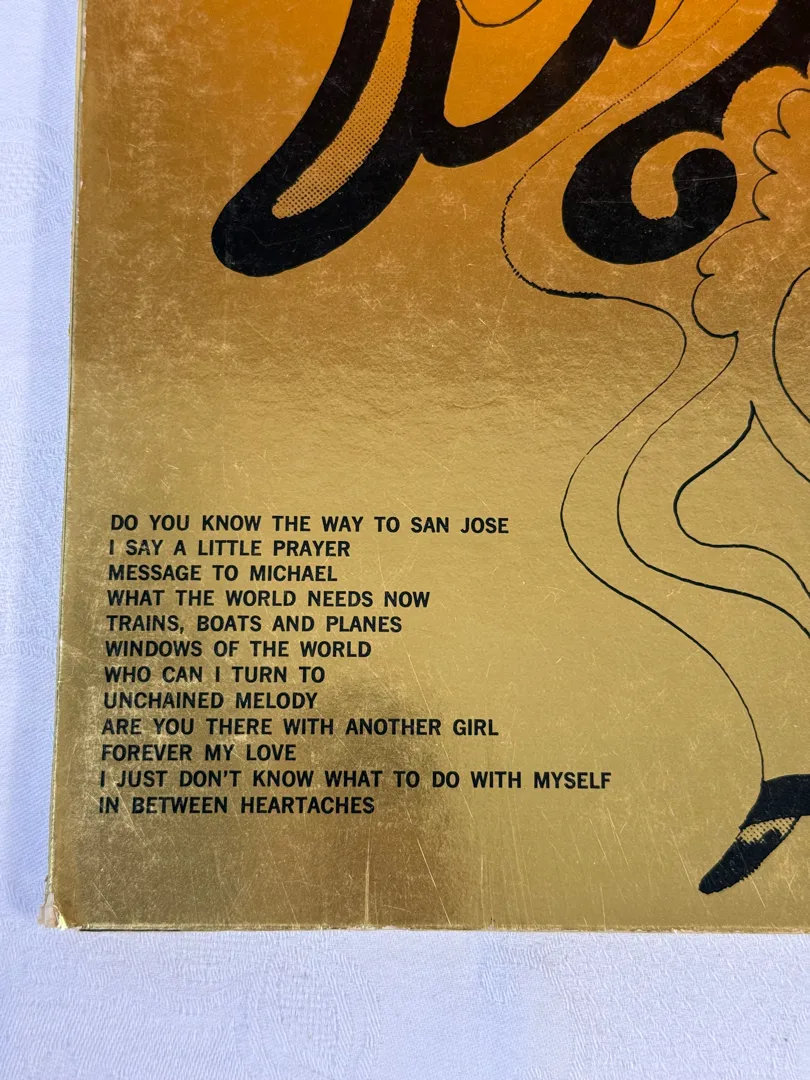 DO YOU KNOW THE WAY TO SAN JOSE
I SAY A LITTLE PRAYER
MESSAGE TO MICHAEL
WHAT THE WORLD NEEDS NOW
TRAINS, BOATS AND PLANES
WINDOWS OF THE WORLD
WHO CAN I TURN TO
UNCHAINED MELODY
ARE YOU THERE WITH ANOTHER GIRL
FOREVER MY LOVE
I JUST DON'T KNOW WHAT TO DO WITH MYSELF
IN BETWEEN HEARTACHES